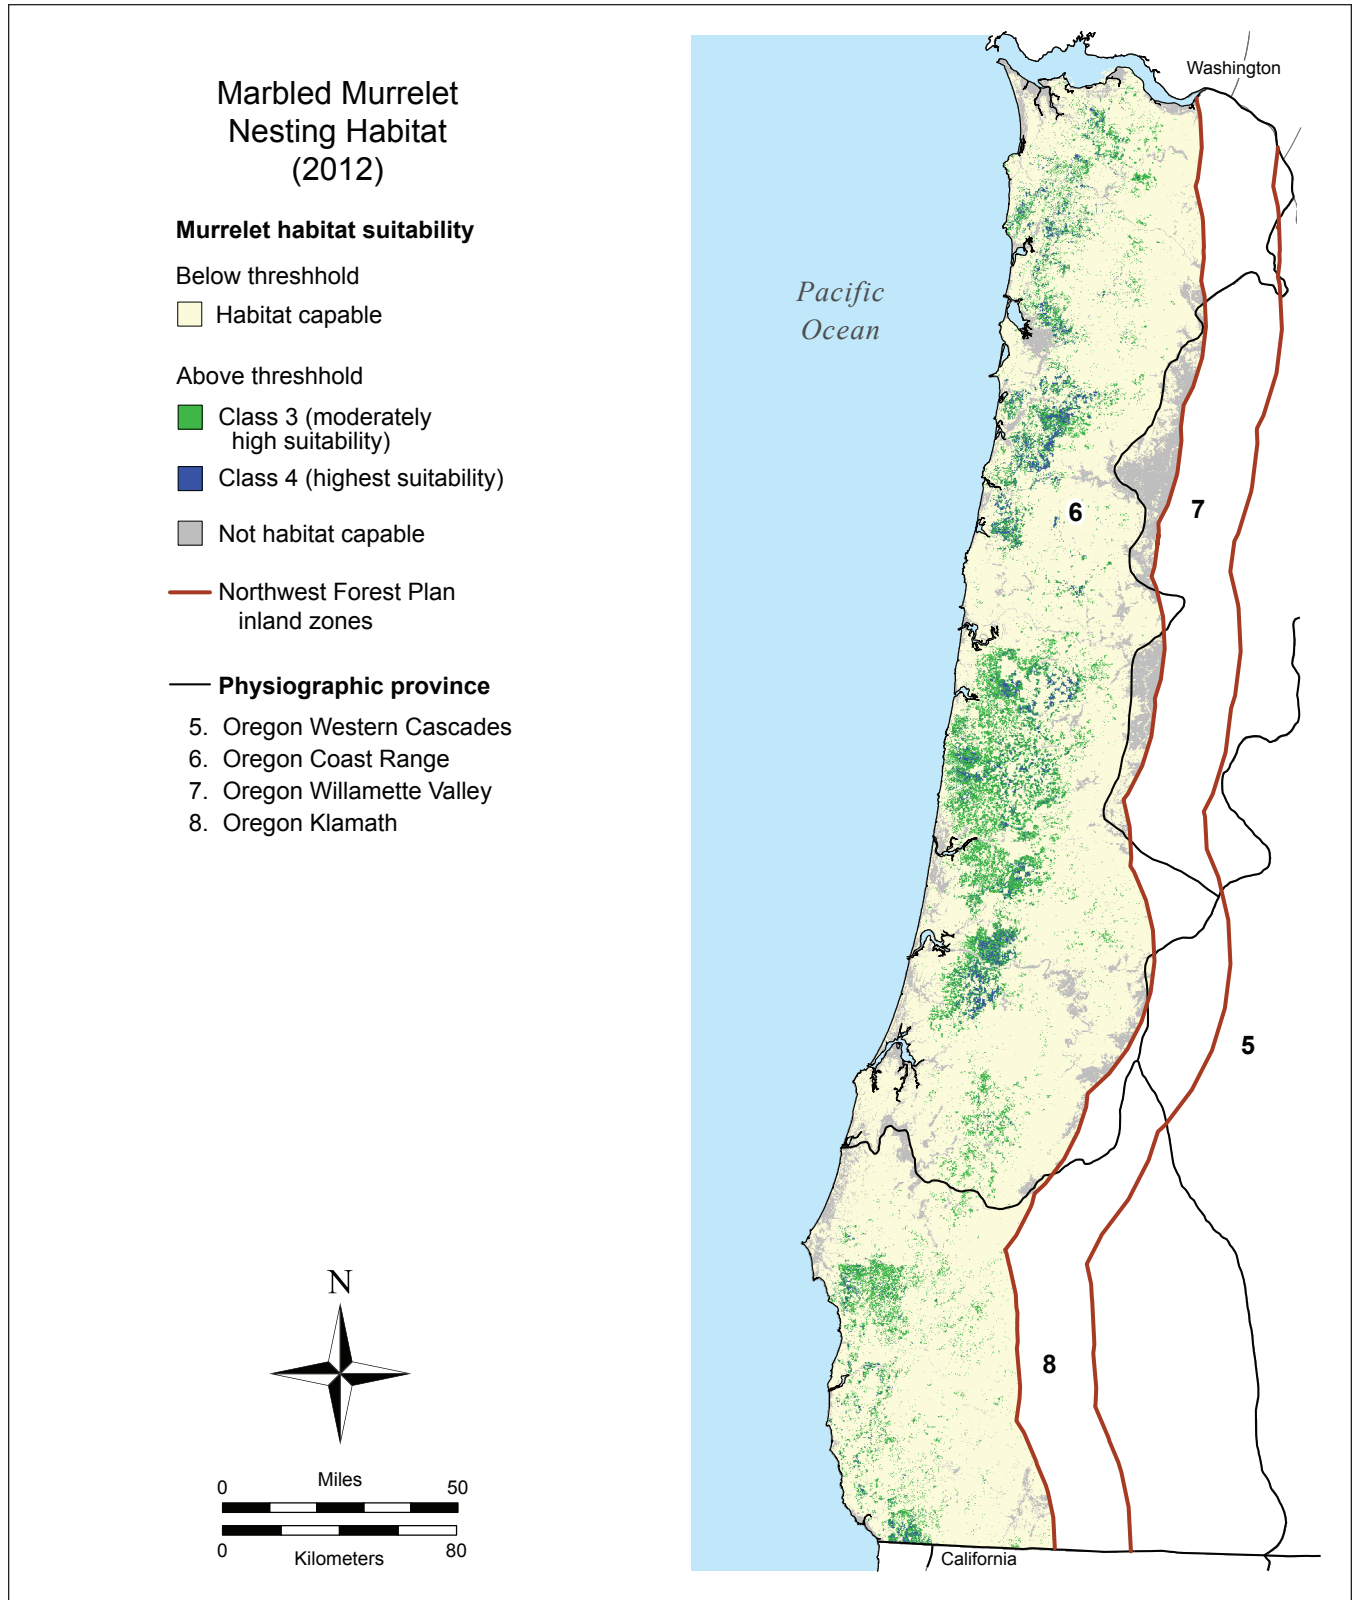 Marbled Murrelet
Nesting Habitat
(2012)
Murrelet habitat suitability
Below threshhold
Habitat capable
Above threshhold
Class 3 (moderately
high suitability)
Class 4 (highest suitability)
Not habitat capable
Northwest Forest Plan
inland zones
Physiographic province
5. Oregon Western Cascades
6. Oregon Coast Range
7. Oregon Willamette Valley
8. Oregon Klamath
N
Miles
0 50
0 80
Kilometers
Washington
Pacific
Ocean
6
7
5
8
California